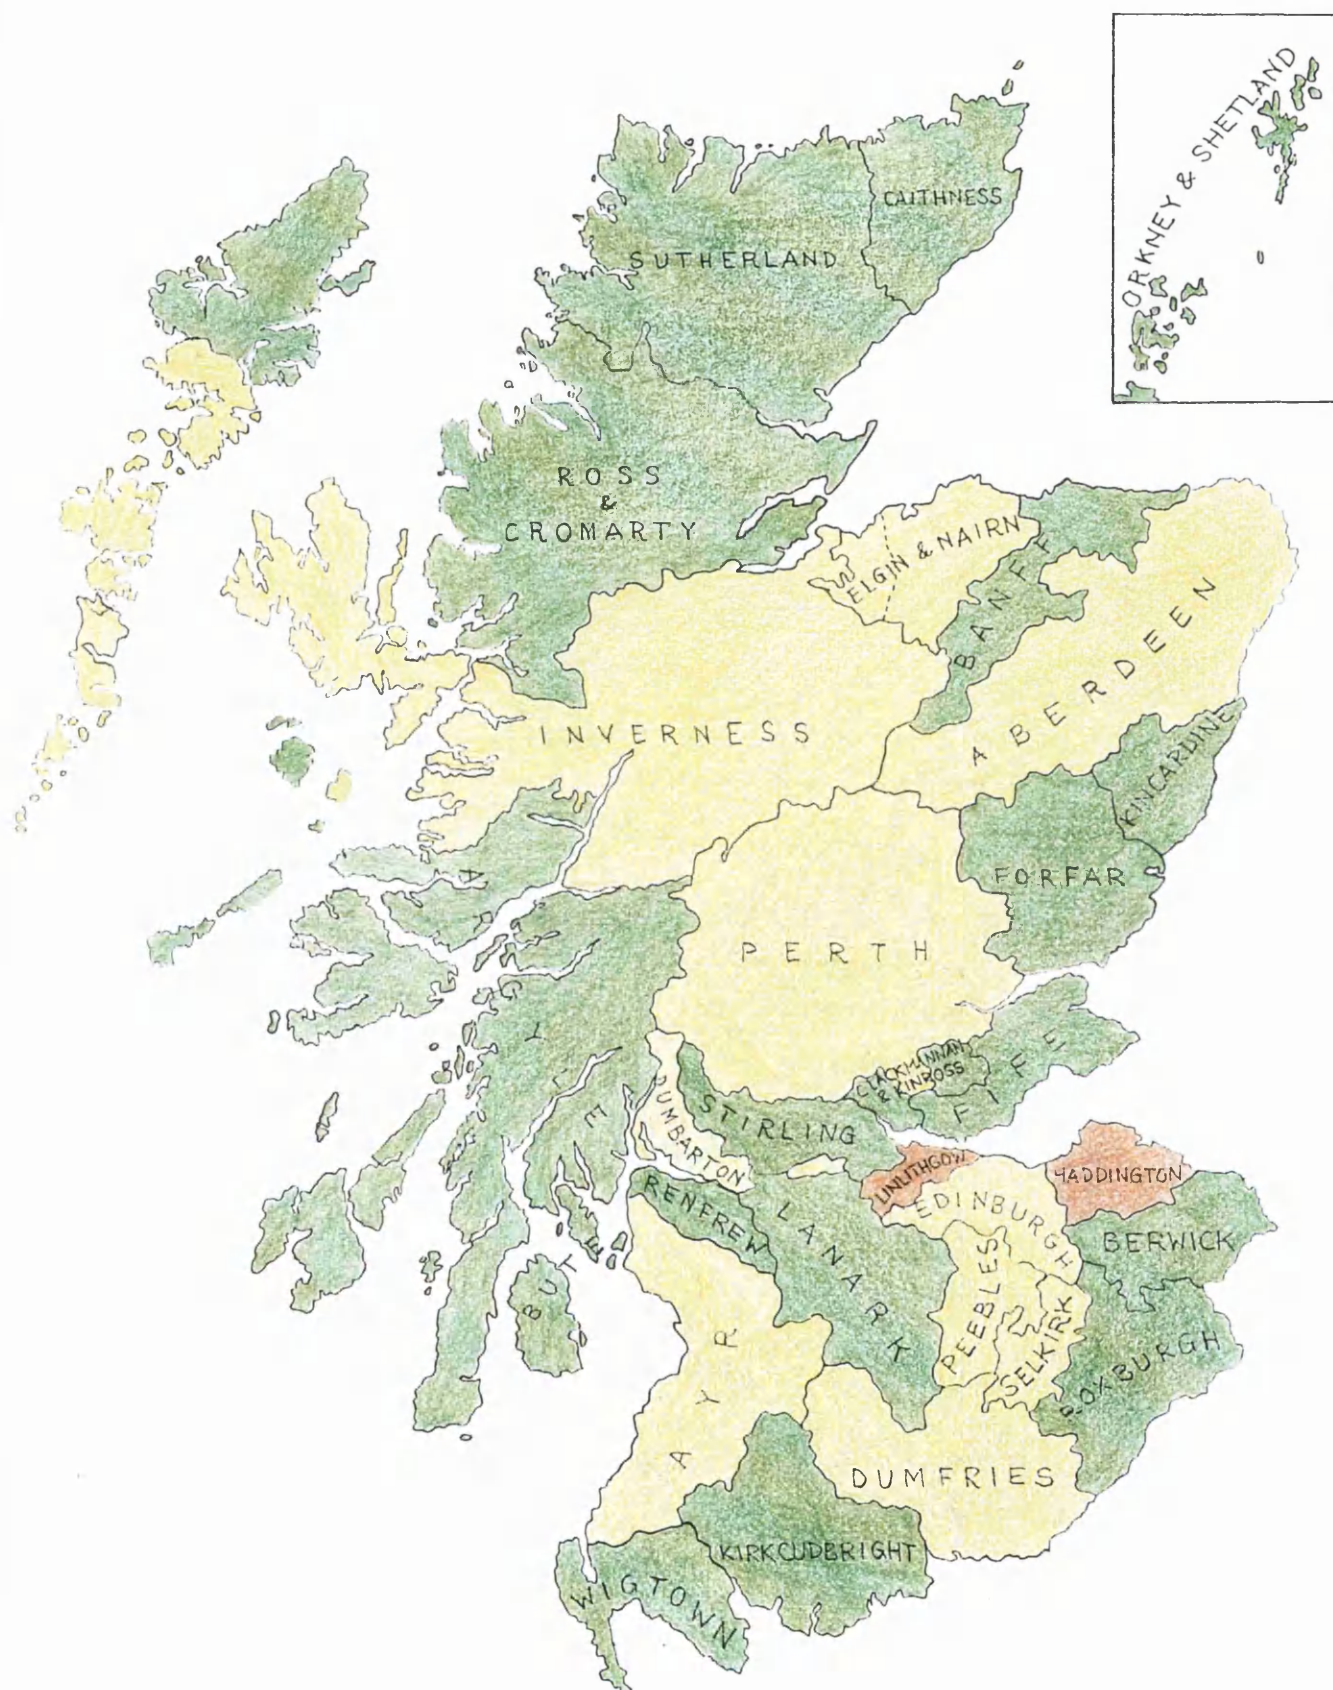 ORKNEY & SHETLAND
CAITHNESS
SUTHERLAND
ROSS
&
CROMARTY
ELGIN & NAIRN
BANFF
ABERDEEN
INVERNESS
KINCARDINE
FORFAR
ARGYLE
PERTH
CLACKMANNAN
& KINROSS
FIFE
DUMBARTON
STIRLING
LINLITHGOW
HADDINGTON
RENFREW
EDINBURGH
LANARK
BERWICK
BUTE
PEEBLES
SELKIRK
ROXBURGH
AYR
DUMFRIES
KIRKCUDBRIGHT
WIGTOWN